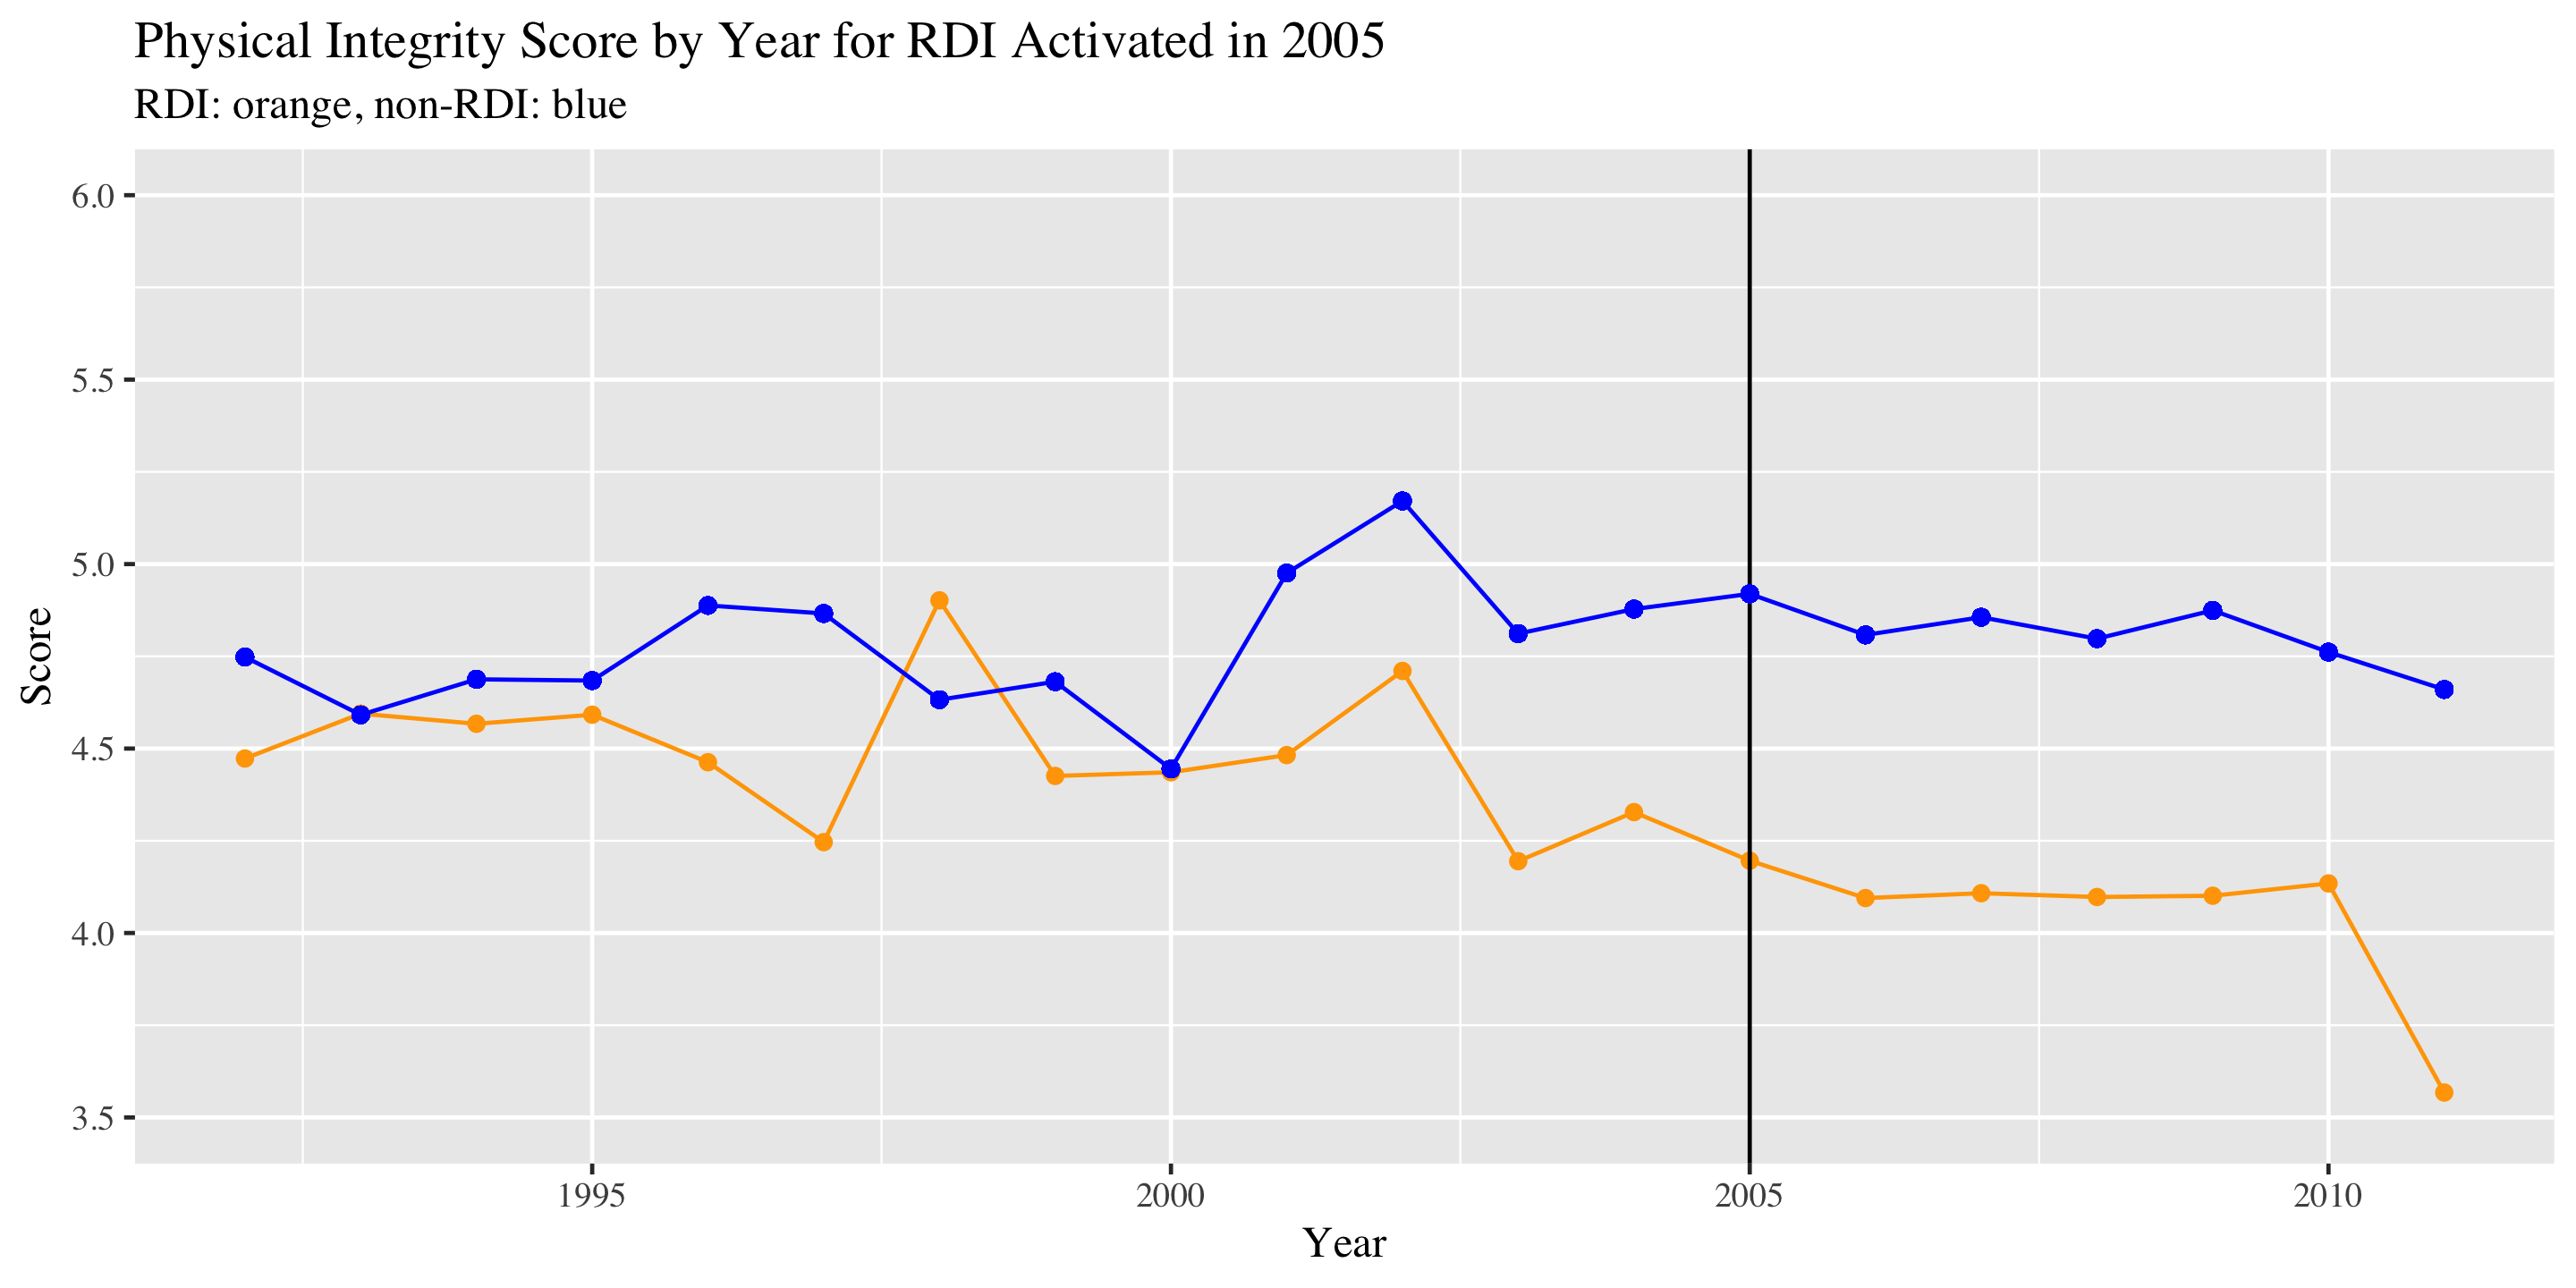 Physical Integrity Score by Year for RDI Activated in 2005
RDI: orange, non-RDI: blue
6.0
5.5
5.0
4.5
4.0
3.5
Score
1995 2000 2005 2010
Year